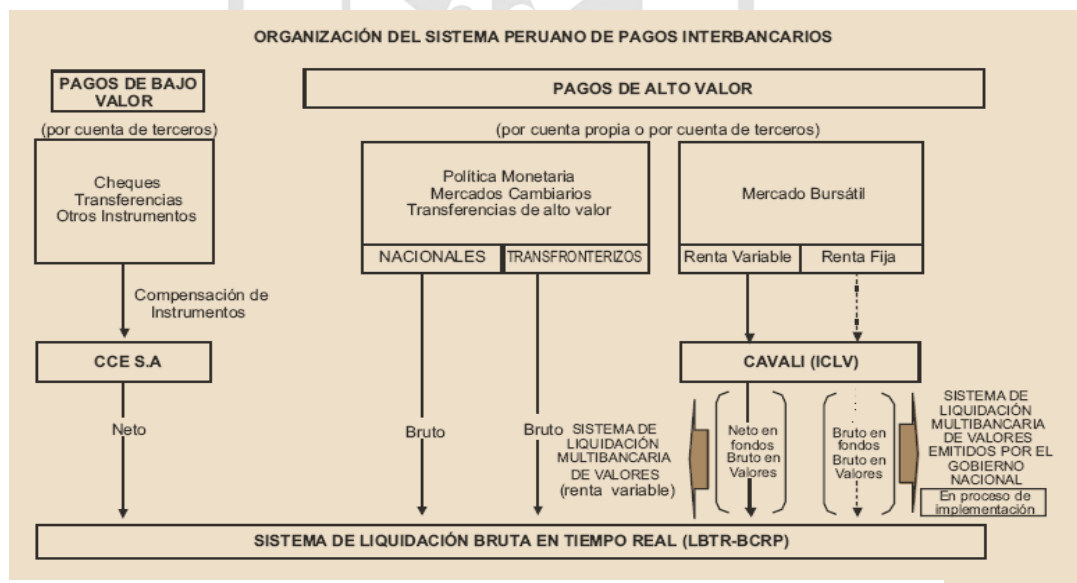 ORGANIZACIÓN DEL SISTEMA PERUANO DE PAGOS INTERBANCARIOS
PAGOS DE BAJO
VALOR
(por cuenta de terceros)
Cheques
Transferencias
Otros Instrumentos
Compensación de
Instrumentos
CCE S.A
Neto
PAGOS DE ALTO VALOR
(por cuenta propia o por cuenta de terceros)
Política Monetaria
Mercados Cambiarios
Transferencias de alto valor
NACIONALES
TRANSFRONTERIZOS
Bruto
Bruto
Mercado Bursátil
Renta Variable
Renta Fija
CAVALI (ICLV)
SISTEMA DE
LIQUIDACIÓN
MULTIBANCARIA
DE VALORES
(renta variable)
Neto en
fondos
Bruto en
Valores
Bruto en
fondos
Bruto en
Valores
SISTEMA DE
LIQUIDACIÓN
MULTIBANCARIA
DE VALORES
EMITIDOS POR EL
GOBIERNO
NACIONAL
En proceso de
implementación
SISTEMA DE LIQUIDACIÓN BRUTA EN TIEMPO REAL (LBTR-BCRP)